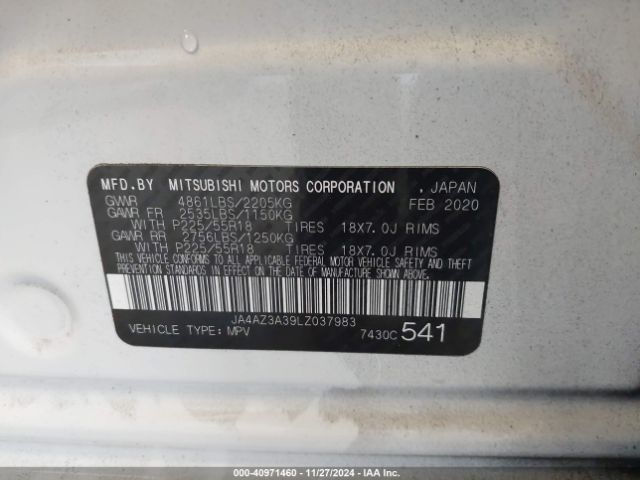 MFD.BY MITSUBISHI MOTORS CORPORATION , JAPAN
GVWR 4861LBS/2205KG FEB 2020
GAWR FR 2535LBS/1150KG
WITH P225/55R18 TIRES 18X7.0J RIMS
GAWR RR 2756LBS/1250KG
WITH P225/55R18 TIRES 18X7.0J RIMS
THIS VEHICLE CONFORMS TO ALL APPLICABLE FEDERAL MOTOR VEHICLE SAFETY AND THEFT
PREVENTION STANDARDS IN EFFECT ON THE DATE OF MANUFACTURE SHOWN ABOVE.
JA4AZ3A39LZ037983
VEHICLE TYPE: MPV 7430C 541
000-40971460 | 11/27/2024 | IAA, Inc.